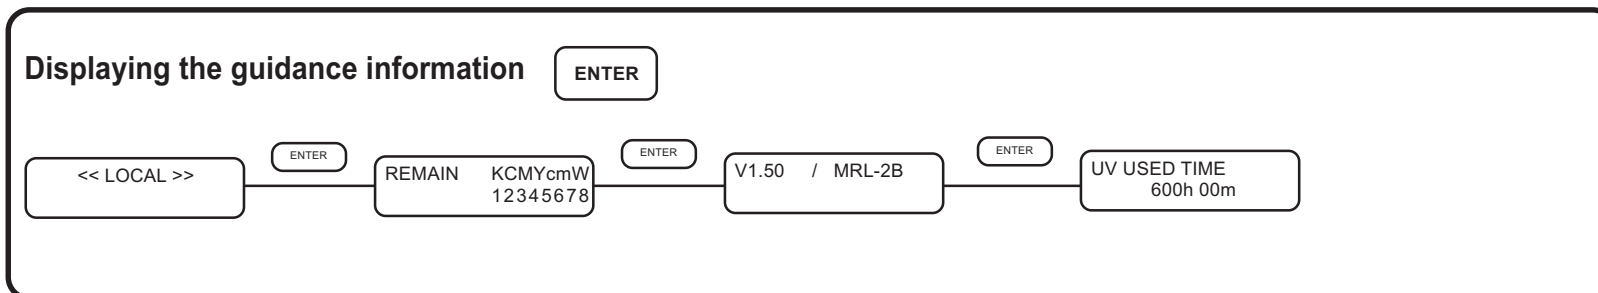 Displaying the guidance information
ENTER
<< LOCAL >>
ENTER
REMAIN KCMYcmW
12345678
ENTER
V1.50 / MRL-2B
ENTER
UV USED TIME
600h 00m